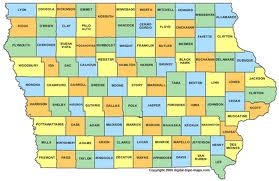 LYON OSCEOLA DICKINSON EMMET WINNEBAGO WORTH MITCHELL HOWARD WINNESHIEK ALLAMAKEE
SIOUX O'BRIEN CLAY PALO ALTO KOSSUTH HANCOCK CERRO GORDO FLOYD CHICKASAW
PLYMOUTH CHEROKEE BUENA VISTA POCAHONTAS HUMBOLDT WRIGHT FRANKLIN BUTLER BREMER FAYETTE CLAYTON
WOODBURY IDA SAC CALHOUN WEBSTER HAMILTON HARDIN GRUNDY BLACK HAWK BUCHANAN DELAWARE DUBUQUE
MONONA CRAWFORD CARROLL GREENE BOONE STORY MARSHALL TAMA BENTON LINN JONES JACKSON
HARRISON SHELBY AUDUBON GUTHRIE DALLAS POLK JASPER POWESHIEK IOWA JOHNSON CEDAR CLINTON
SCOTT
POTTAWATTAMIE CASS ADAIR MADISON WARREN MARION MAHASKA KEOKUK WASHINGTON MUSCATINE
LOUISA
MILLS MONTGOMERY ADAMS UNION CLARKE LUCAS MONROE WAPELLO JEFFERSON HENRY
FREMONT PAGE TAYLOR RINGGOLD DECATUR WAYNE APPANOOSE DAVIS VAN BUREN LEE